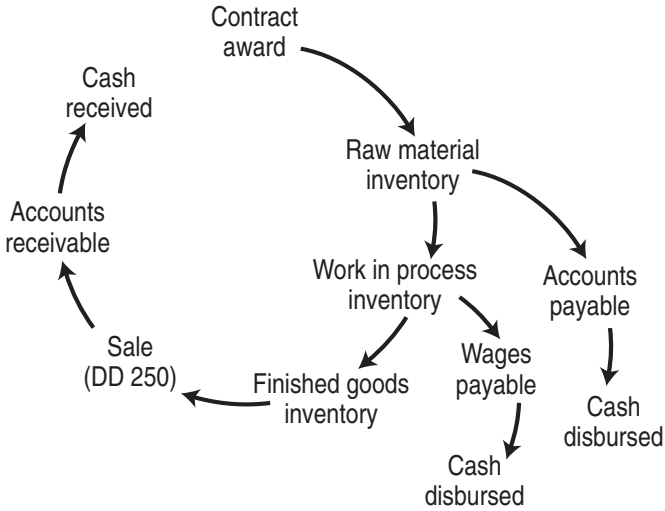 Contract
award
Cash
received
Raw material
inventory
Accounts
receivable
Work in process
inventory
Accounts
payable
Sale
(DD 250)
Finished goods
inventory
Wages
payable
Cash
disbursed
Cash
disbursed